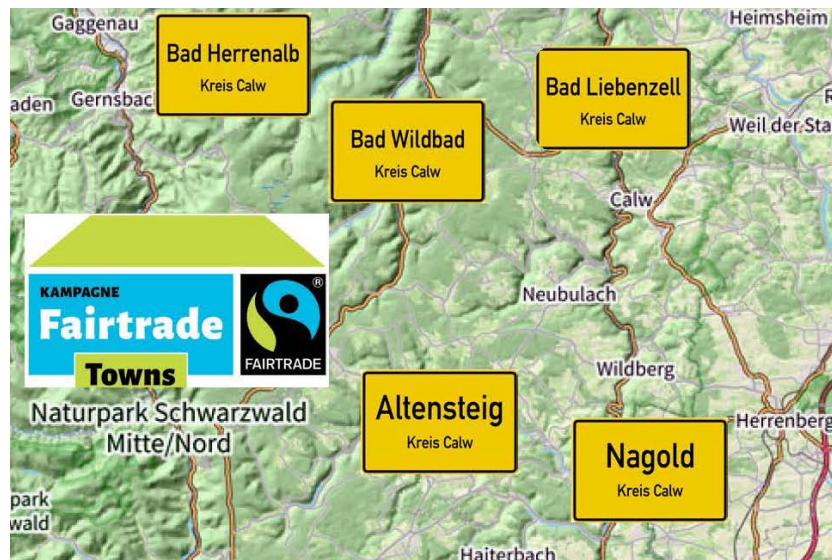 Gaggenau
Heimsheim
Bad Herrenalb
Kreis Calw
Bad Liebenzell
Kreis Calw
aden
Gernsbac
Bad Wildbad
Kreis Calw
R
Weil der Sta
Calw
KAMPAGNE
Fairtrade
Towns
®
FAIRTRADE
Neubulach
Wildberg
Naturpark Schwarzwald
Mitte/Nord
Altensteig
Kreis Calw
Herrenberg
Nagold
Kreis Calw
park
wald
Haiterbach